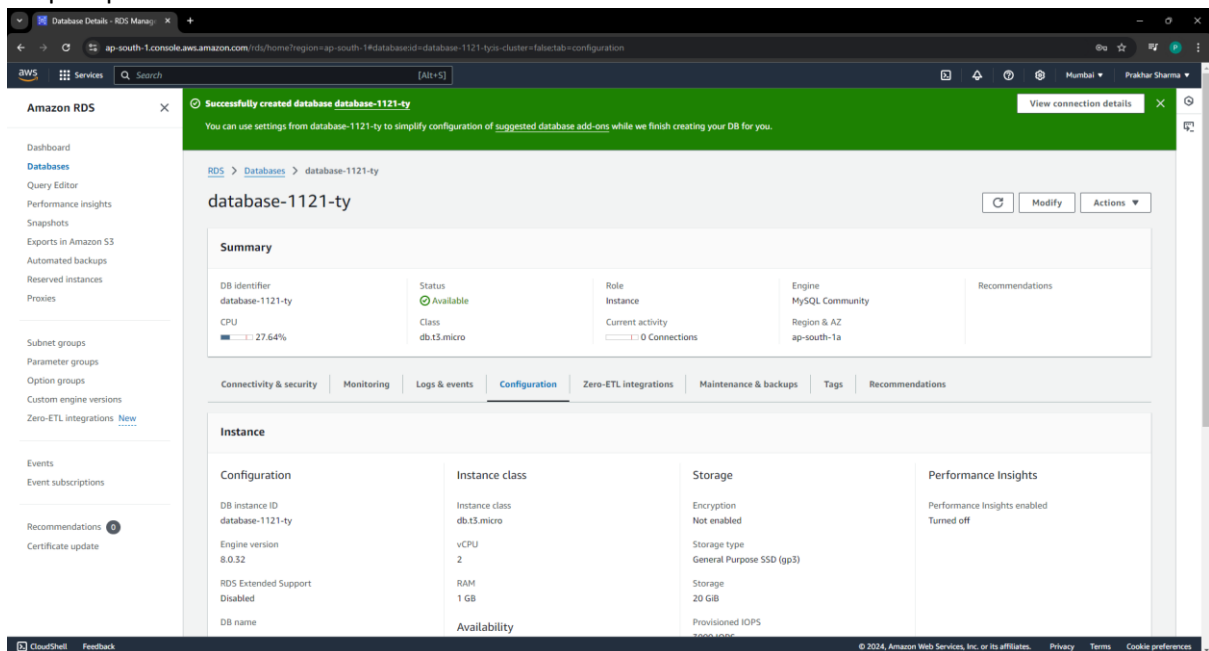 Database Details - RDS Manag
ap-south-1.console.aws.amazon.com/rds/home?region=ap-south-1#database:id=database-1121-ty;is-cluster=false;tab=configuration
aws Services Search [Alt+S] Mumbai Prakhar Sharma
Amazon RDS
Successfully created database database-1121-ty
View connection details
You can use settings from database-1121-ty to simplify configuration of suggested database add-ons while we finish creating your DB for you.
Dashboard
Databases
Query Editor
Performance insights
Snapshots
Exports in Amazon S3
Automated backups
Reserved instances
Proxies
Subnet groups
Parameter groups
Option groups
Custom engine versions
Zero-ETL integrations New
Events
Event subscriptions
Recommendations 0
Certificate update
RDS > Databases > database-1121-ty
database-1121-ty
Modify Actions
Summary
DB identifier Status Role Engine Recommendations
database-1121-ty Available Instance MySQL Community
CPU Class Current activity Region & AZ
27.64% db.t3.micro 0 Connections ap-south-1a
Connectivity & security Monitoring Logs & events Configuration Zero-ETL integrations Maintenance & backups Tags Recommendations
Instance
Configuration Instance class Storage Performance Insights
DB instance ID Instance class Encryption Performance Insights enabled
database-1121-ty db.t3.micro Not enabled Turned off
Engine version vCPU Storage type
8.0.32 2 General Purpose SSD (gp3)
RDS Extended Support RAM Storage
Disabled 1 GB 20 GiB
DB name Availability Provisioned IOPS
3000 IOPS
CloudShell Feedback © 2024, Amazon Web Services, Inc. or its affiliates. Privacy Terms Cookie preferences